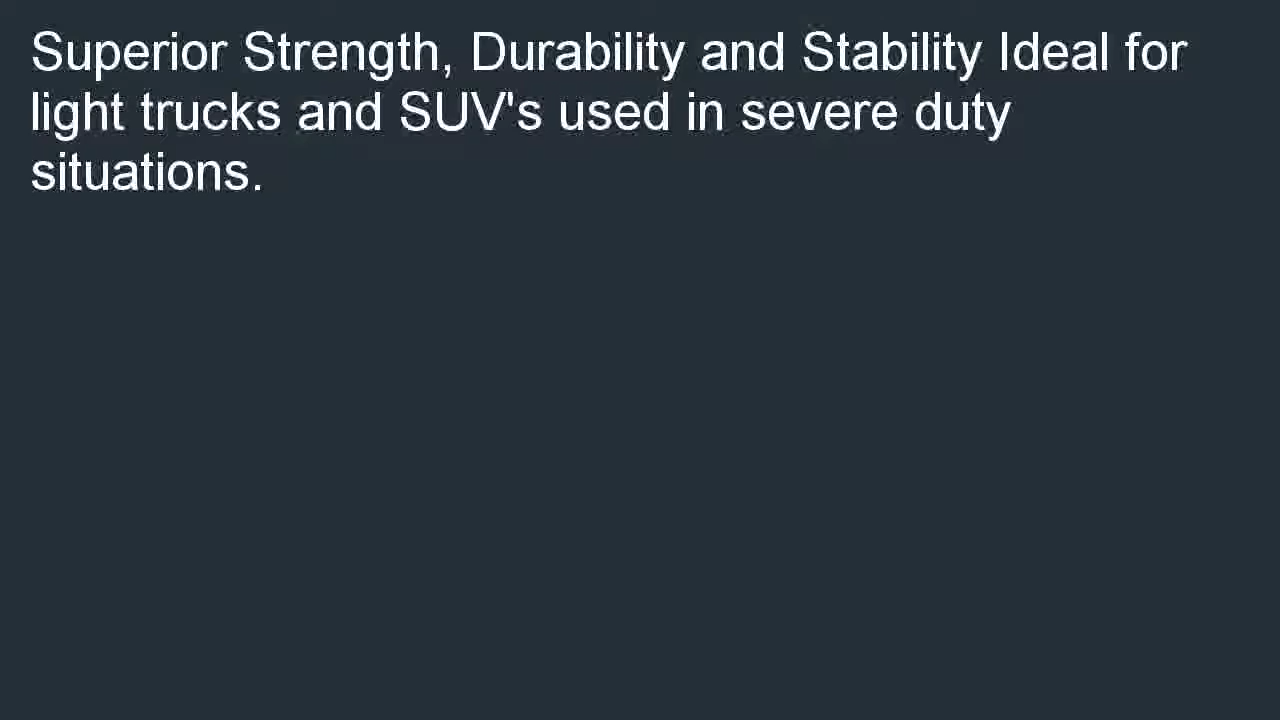 Superior Strength, Durability and Stability Ideal for
light trucks and SUV's used in severe duty
situations.